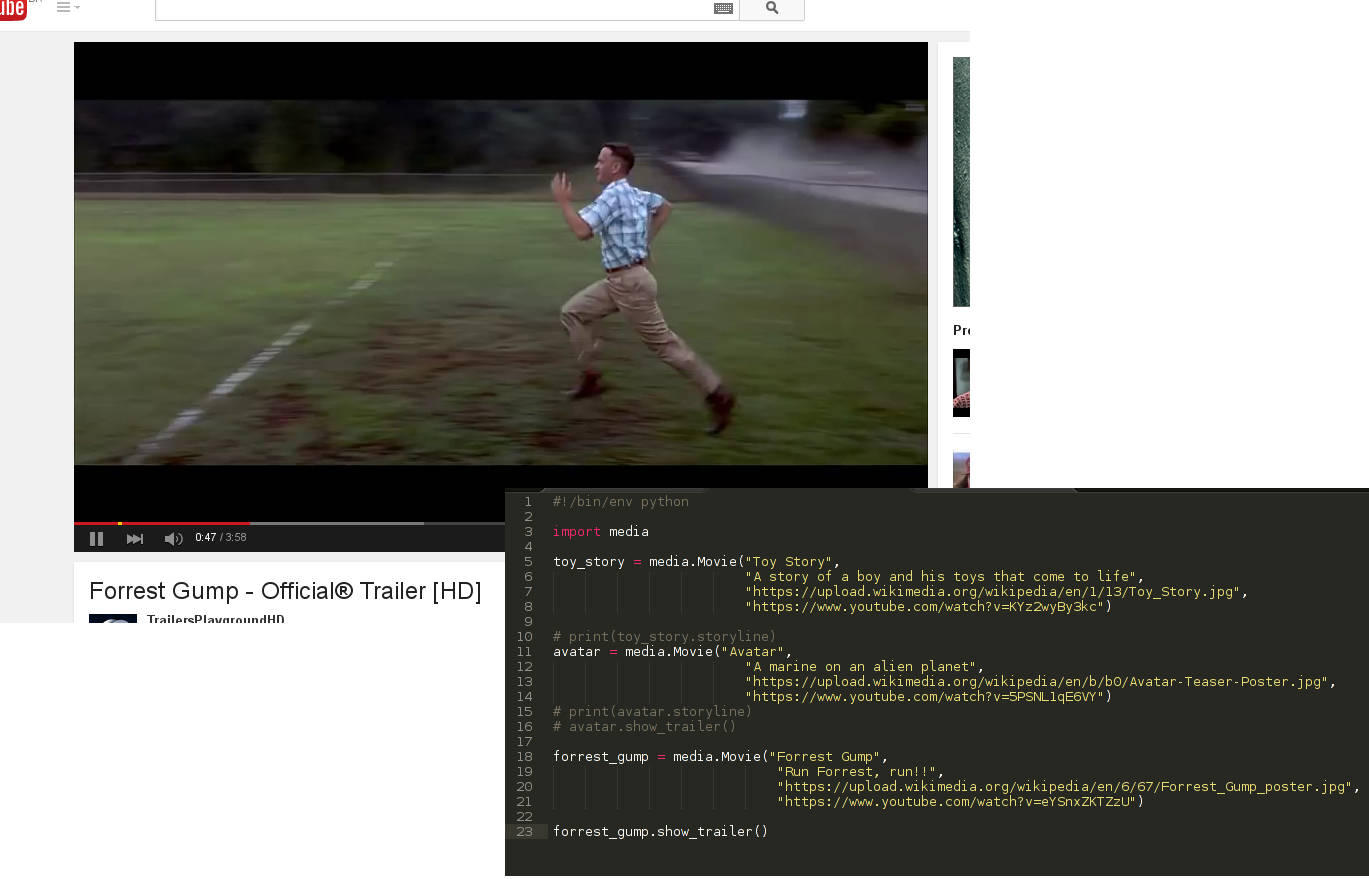 0:47 / 3:58
Forrest Gump - Official® Trailer [HD]
TrailersPlaygroundHD
1 #!/bin/env python
2
3 import media
4
5 toy_story = media.Movie("Toy Story",
6 "A story of a boy and his toys that come to life",
7 "https://upload.wikimedia.org/wikipedia/en/1/13/Toy_Story.jpg",
8 "https://www.youtube.com/watch?v=KYz2wyBy3kc")
9
10 # print(toy_story.storyline)
11 avatar = media.Movie("Avatar",
12 "A marine on an alien planet",
13 "https://upload.wikimedia.org/wikipedia/en/b/b0/Avatar-Teaser-Poster.jpg",
14 "https://www.youtube.com/watch?v=5PSNL1qE6VY")
15 # print(avatar.storyline)
16 # avatar.show_trailer()
17
18 forrest_gump = media.Movie("Forrest Gump",
19 "Run Forrest, run!!",
20 "https://upload.wikimedia.org/wikipedia/en/6/67/Forrest_Gump_poster.jpg",
21 "https://www.youtube.com/watch?v=eYSnxZKTZzU")
22
23 forrest_gump.show_trailer()